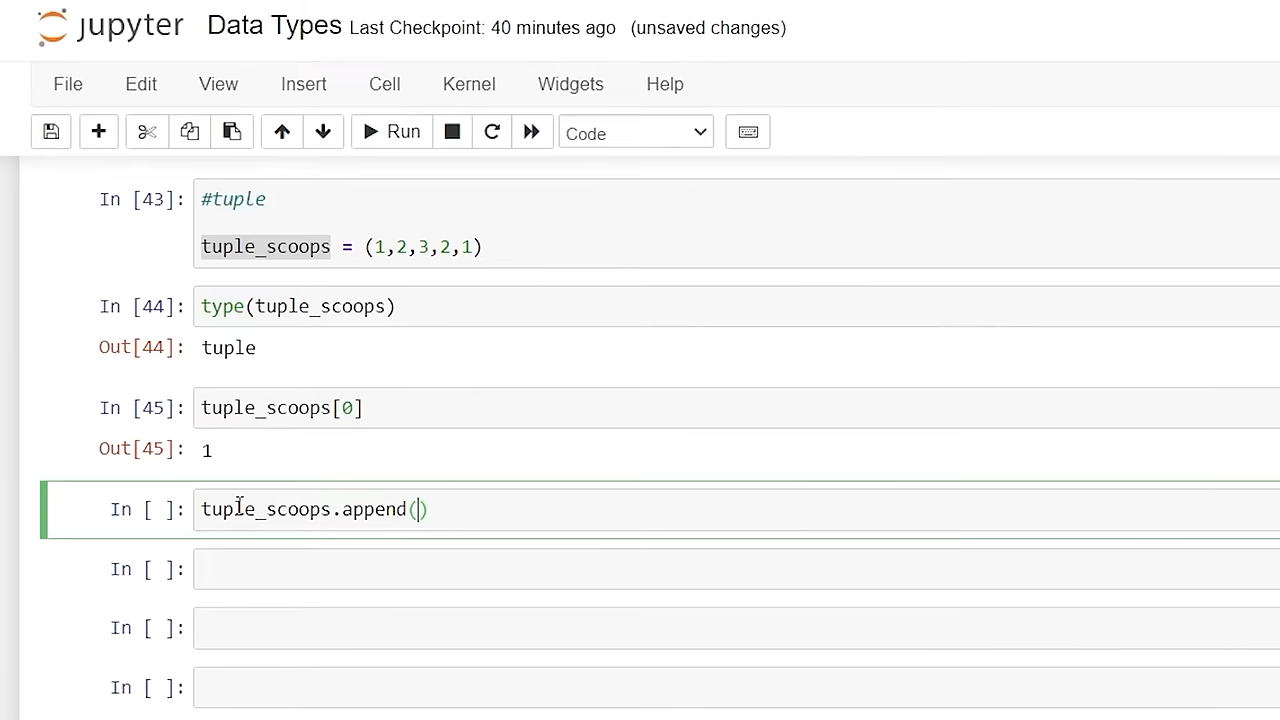 jupyter Data Types Last Checkpoint: 40 minutes ago (unsaved changes)
File Edit View Insert Cell Kernel Widgets Help
Run Code
In [43]: #tuple
tuple_scoops = (1,2,3,2,1)
In [44]: type(tuple_scoops)
Out[44]: tuple
In [45]: tuple_scoops[0]
Out[45]: 1
In [ ]: tuple_scoops.append()
In [ ]:
In [ ]:
In [ ]: